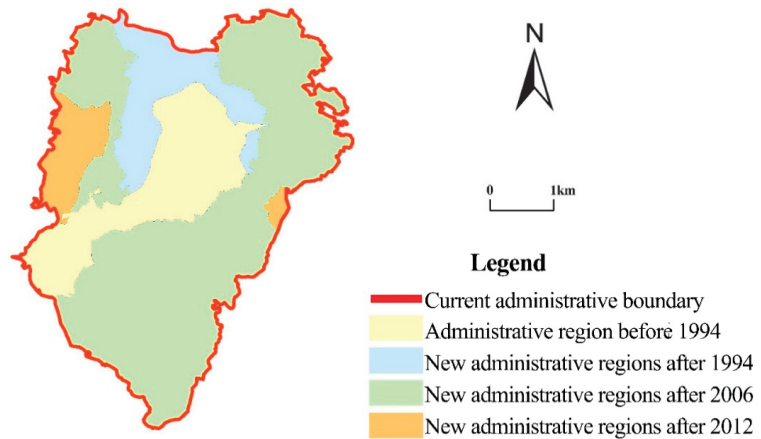 N
0 1km
Legend
Current administrative boundary
Administrative region before 1994
New administrative regions after 1994
New administrative regions after 2006
New administrative regions after 2012